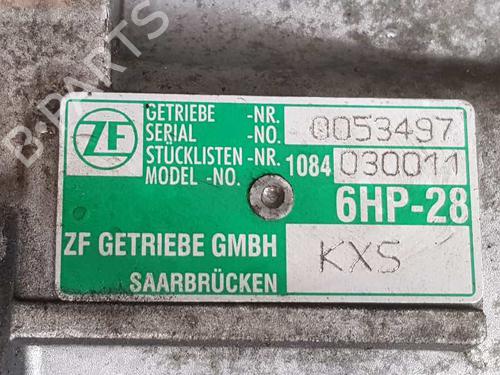 B-PARTS
ZF
GETRIEBE -NR. 0053497
SERIAL -NO.
STÜCKLISTEN -NR. 1084 030011
MODEL -NO.
6HP-28
ZF GETRIEBE GMBH KXS
SAARBRÜCKEN